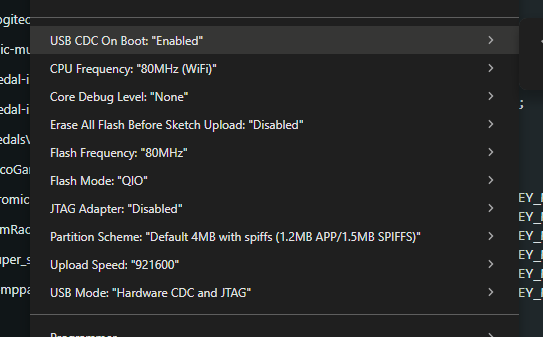 ogitec
USB CDC On Boot: "Enabled"
ic-mu
CPU Frequency: "80MHz (WiFi)"
edal-i
Core Debug Level: "None"
edal-i
;
Erase All Flash Before Sketch Upload: "Disabled"
edalsV
Flash Frequency: "80MHz"
coGar
Flash Mode: "QIO"
romic
JTAG Adapter: "Disabled"
EY_
mRac
EY_
Partition Scheme: "Default 4MB with spiffs (1.2MB APP/1.5MB SPIFFS)"
EY_
uper_s
EY_
Upload Speed: "921600"
EY_
mppa
USB Mode: "Hardware CDC and JTAG"
EY_
Programmer